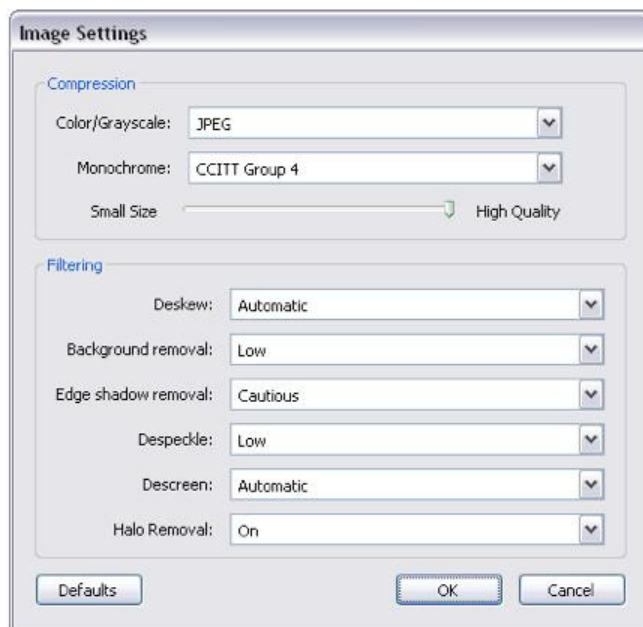 Image Settings
Compression
Color/Grayscale: JPEG
Monochrome: CCITT Group 4
Small Size High Quality
Filtering
Deskew: Automatic
Background removal: Low
Edge shadow removal: Cautious
Despeckle: Low
Descreen: Automatic
Halo Removal: On
Defaults OK Cancel